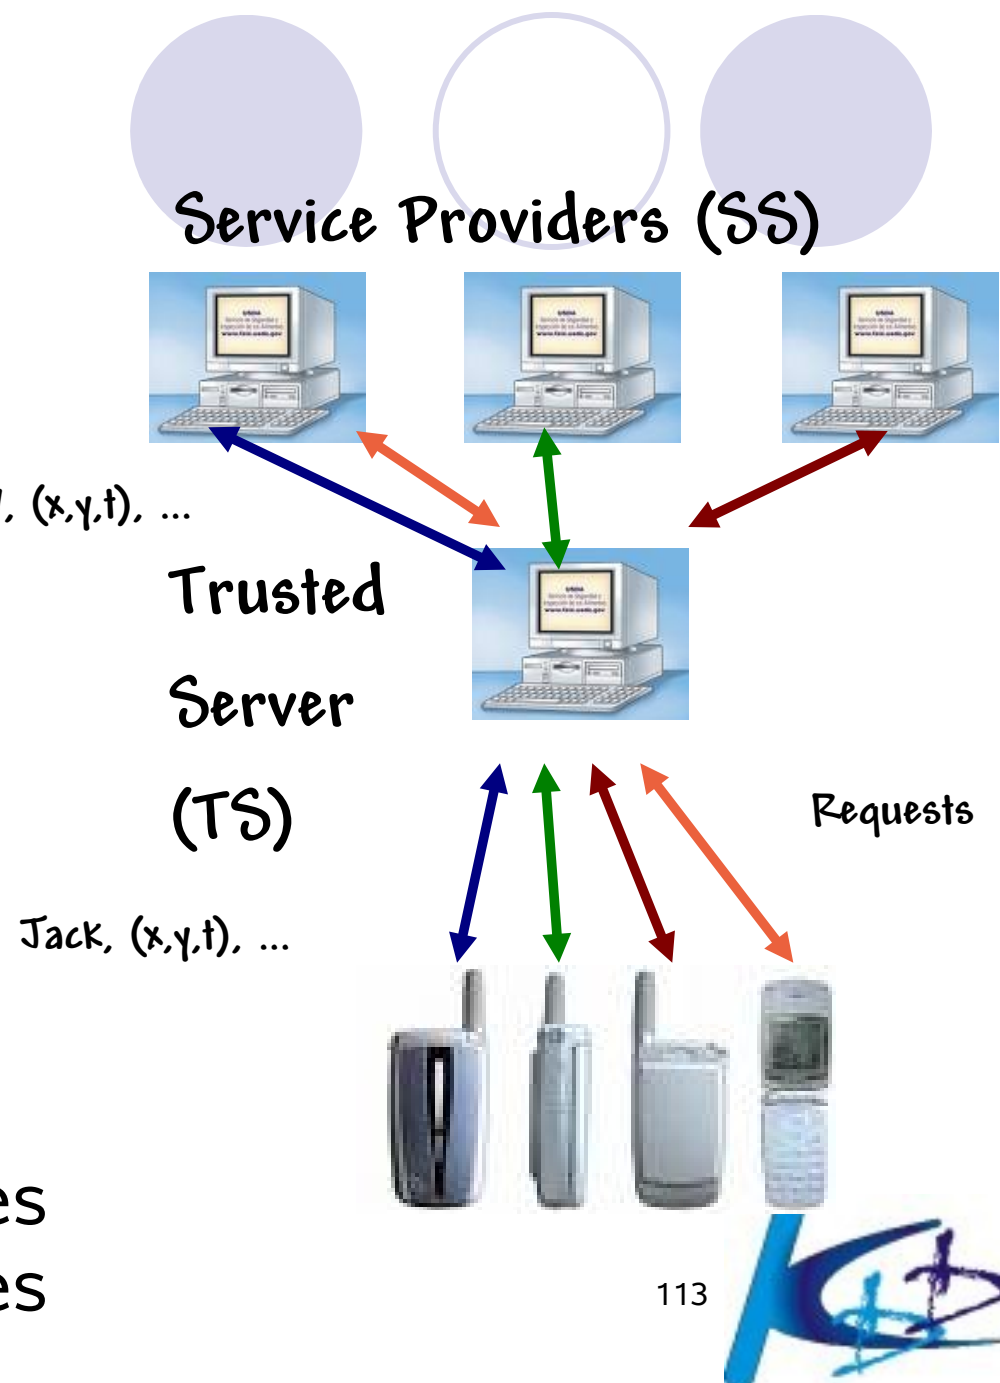 Service Providers (SS)
, (x,y,t), ...
Trusted
Server
(TS)
Requests
Jack, (x,y,t), ...
es
es
113